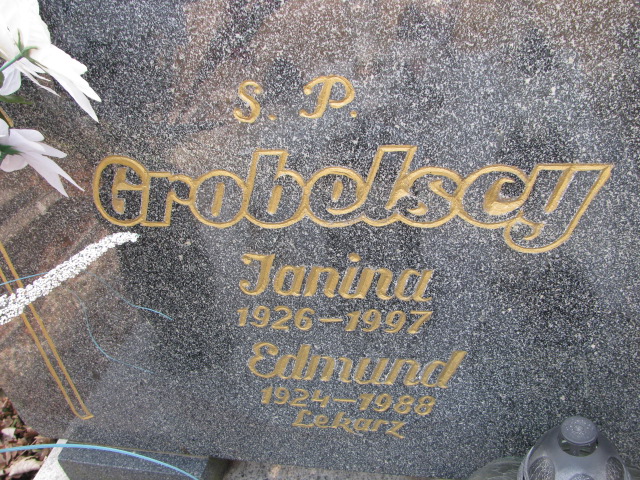 S. P.
Grobelscy
Janina
1926-1997
Edmund
1924-1988
Lekarz